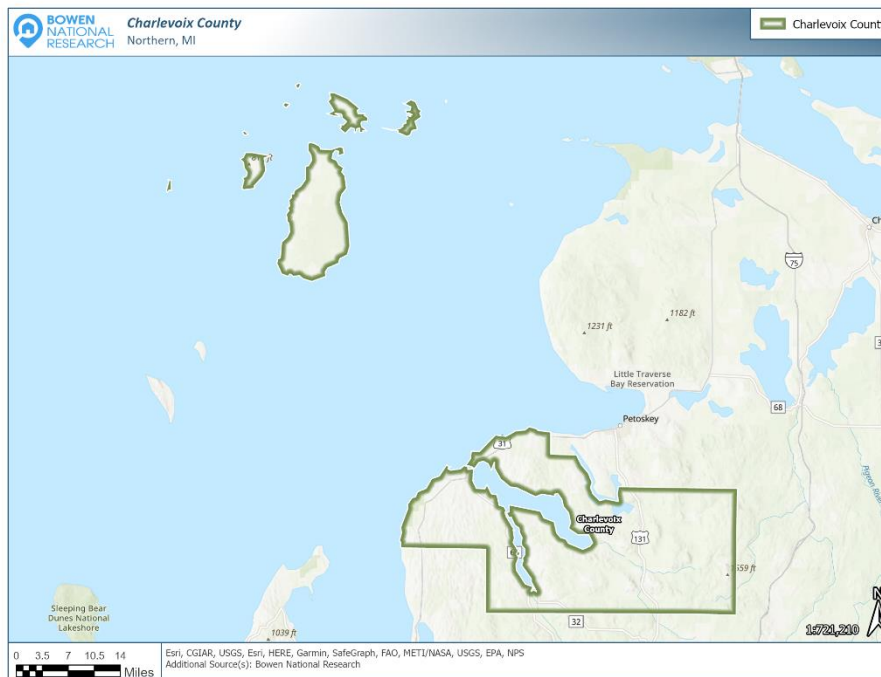 BOWEN
NATIONAL
RESEARCH
Charlevoix County
Northern, MI
Charlevoix Count
75
1231 ft
1182 ft
Little Traverse
Bay Reservation
68
Petoskey
31
Charlevoix
County
131
Pigeon River
1559 ft
Sleeping Bear
Dunes National
Lakeshore
1039 ft
32
N
1:721,210
0 3.5 7 10.5 14
Miles
Esri, CGIAR, USGS, Esri, HERE, Garmin, SafeGraph, FAO, METI/NASA, USGS, EPA, NPS
Additional Source(s): Bowen National Research